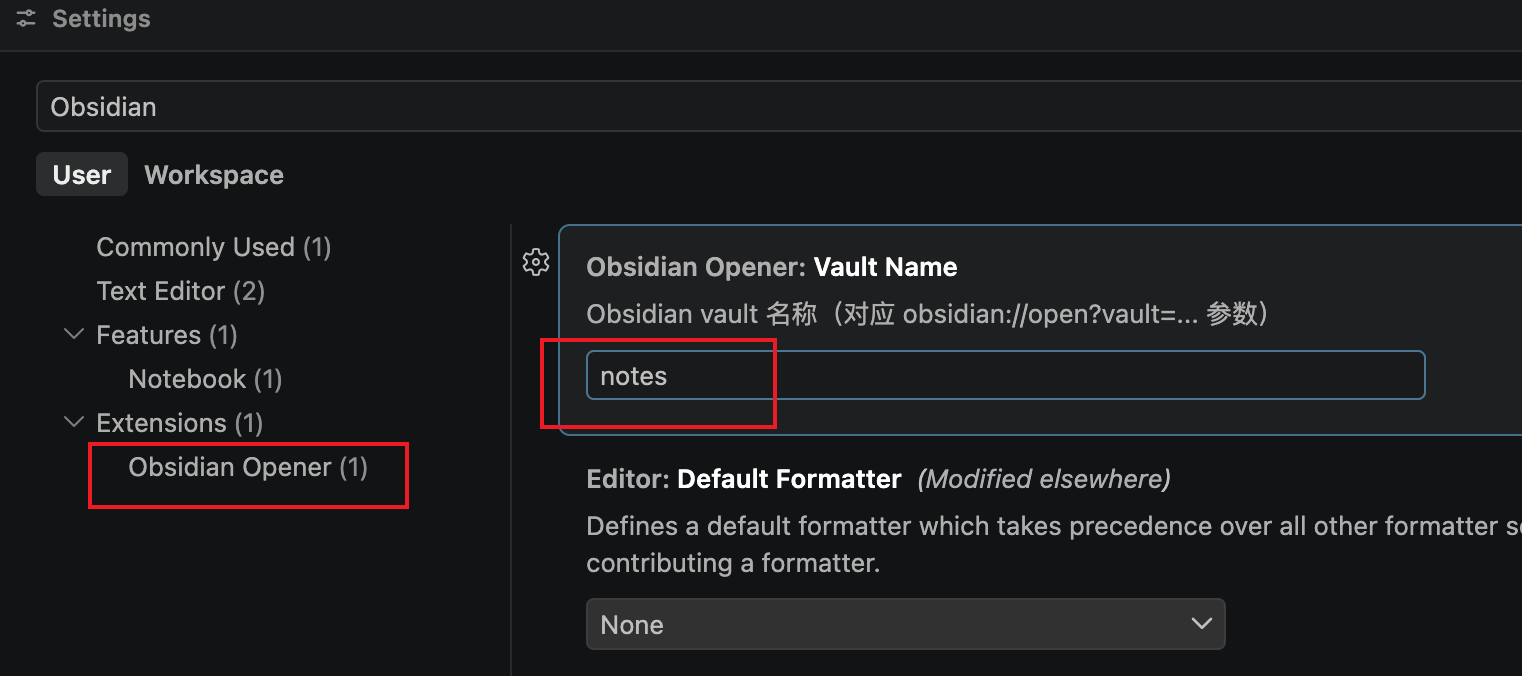 Settings
Obsidian
User Workspace
Commonly Used (1)
Text Editor (2)
Features (1)
Notebook (1)
Extensions (1)
Obsidian Opener (1)
Obsidian Opener: Vault Name
Obsidian vault 名称（对应 obsidian://open?vault=... 参数）
notes
Editor: Default Formatter (Modified elsewhere)
Defines a default formatter which takes precedence over all other formatter
contributing a formatter.
None